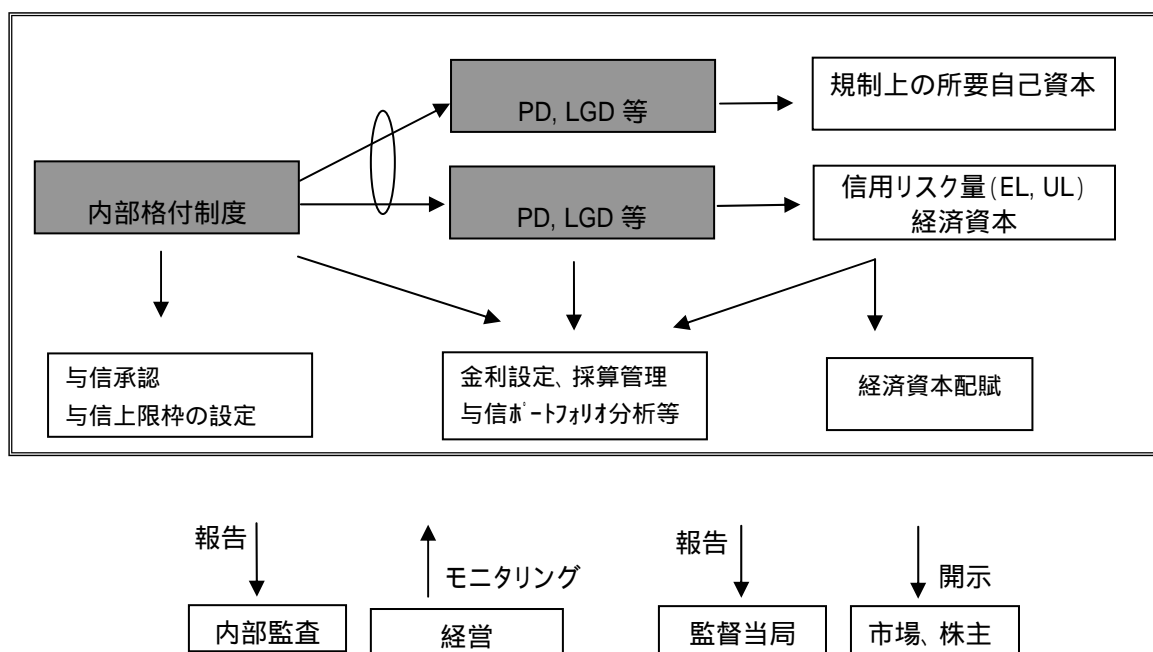 PD, LGD 等
規制上の所要自己資本
内部格付制度
PD, LGD 等
信用リスク量(EL, UL)
経済資本
与信承認
与信上限枠の設定
金利設定、採算管理
与信ﾎﾟｰﾄﾌｫﾘｵ分析等
経済資本配賦
報告
モニタリング
報告
開示
内部監査
経営
監督当局
市場、株主